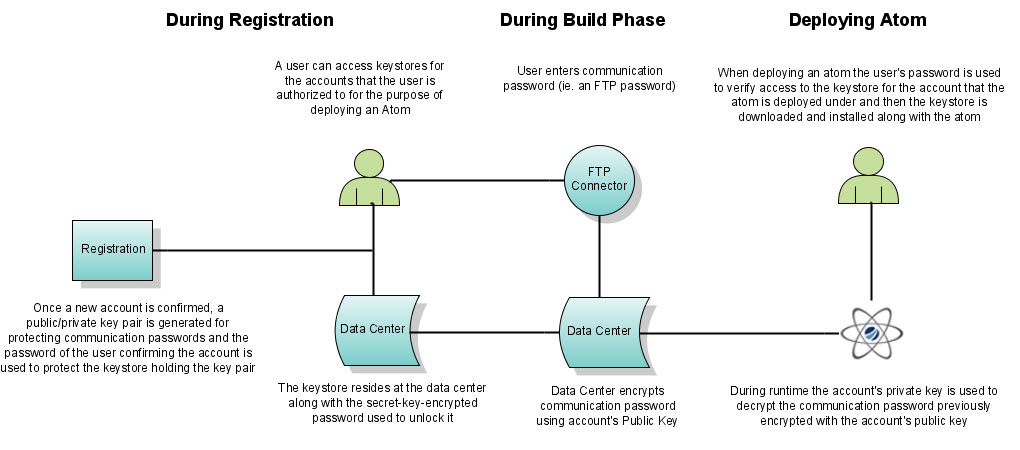 During Registration
During Build Phase
Deploying Atom
A user can access keystores for
the accounts that the user is
authorized to for the purpose of
deploying an Atom
User enters communication
password (ie. an FTP password)
When deploying an atom the user's password is used
to verify access to the keystore for the account that the
atom is deployed under and then the keystore is
downloaded and installed along with the atom
FTP
Connector
Registration
Once a new account is confirmed, a
public/private key pair is generated for
protecting communication passwords and the
password of the user confirming the account is
used to protect the keystore holding the key pair
Data Center
Data Center
The keystore resides at the data center
along with the secret-key-encrypted
password used to unlock it
Data Center encrypts
communication password
using account's Public Key
During runtime the account's private key is used to
decrypt the communication password previously
encrypted with the account's public key